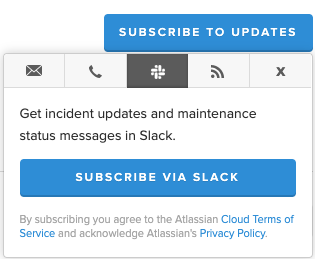 SUBSCRIBE TO UPDATES
x
Get incident updates and maintenance
status messages in Slack.
SUBSCRIBE VIA SLACK
By subscribing you agree to the Atlassian Cloud Terms of
Service and acknowledge Atlassian's Privacy Policy.